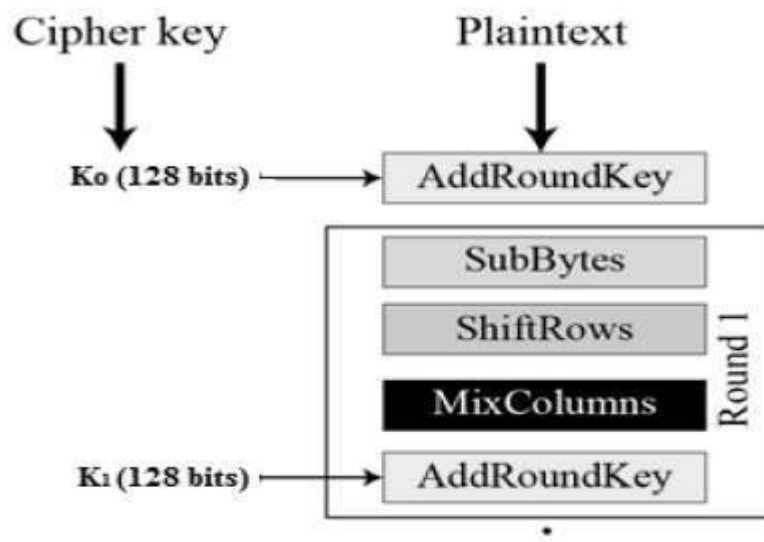 Cipher key
Plaintext
K0 (128 bits)
AddRoundKey
SubBytes
ShiftRows
MixColumns
Round 1
K1 (128 bits)
AddRoundKey